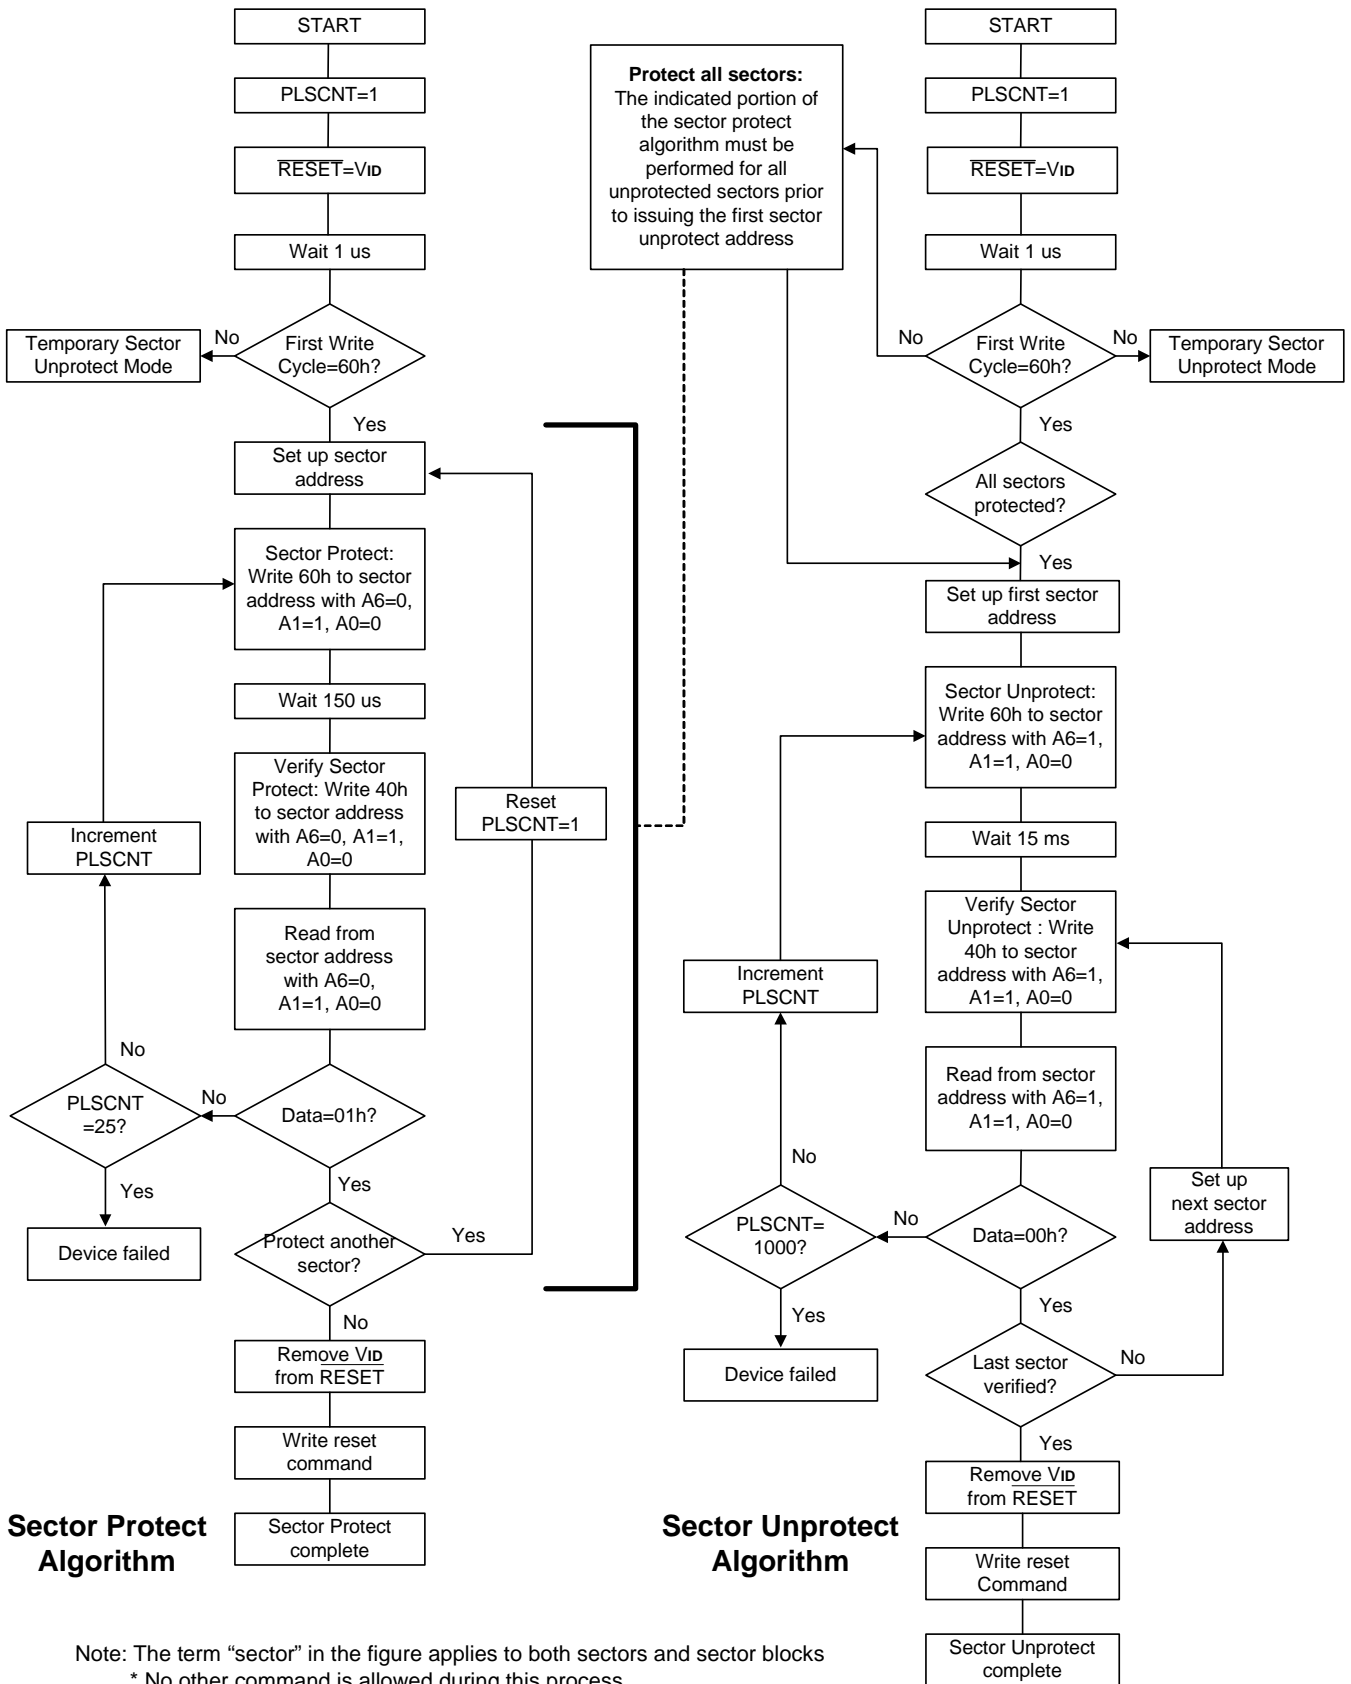 START
PLSCNT=1
RESET=VID
Wait 1 us
First Write
Cycle=60h?
No
Temporary Sector
Unprotect Mode
Yes
Set up sector
address
Sector Protect:
Write 60h to sector
address with A6=0,
A1=1, A0=0
Wait 150 us
Verify Sector
Protect: Write 40h
to sector address
with A6=0, A1=1,
A0=0
Reset
PLSCNT=1
Increment
PLSCNT
Read from
sector address
with A6=0,
A1=1, A0=0
No
PLSCNT
=25?
No
Data=01h?
Yes
Device failed
Yes
Protect another
sector?
Yes
No
Remove VID
from RESET
Write reset
command
Sector Protect
complete
Sector Protect
Algorithm
Protect all sectors:
The indicated portion of
the sector protect
algorithm must be
performed for all
unprotected sectors prior
to issuing the first sector
unprotect address
START
PLSCNT=1
RESET=VID
Wait 1 us
No
First Write
Cycle=60h?
No
Temporary Sector
Unprotect Mode
Yes
All sectors
protected?
Yes
Set up first sector
address
Sector Unprotect:
Write 60h to sector
address with A6=1,
A1=1, A0=0
Wait 15 ms
Verify Sector
Unprotect : Write
40h to sector
address with A6=1,
A1=1, A0=0
Increment
PLSCNT
Read from sector
address with A6=1,
A1=1, A0=0
No
PLSCNT=
1000?
No
Data=00h?
Set up
next sector
address
Yes
Device failed
Yes
Last sector
verified?
No
Yes
Remove VID
from RESET
Write reset
Command
Sector Unprotect
complete
Sector Unprotect
Algorithm
Note: The term “sector” in the figure applies to both sectors and sector blocks
* No other command is allowed during this process